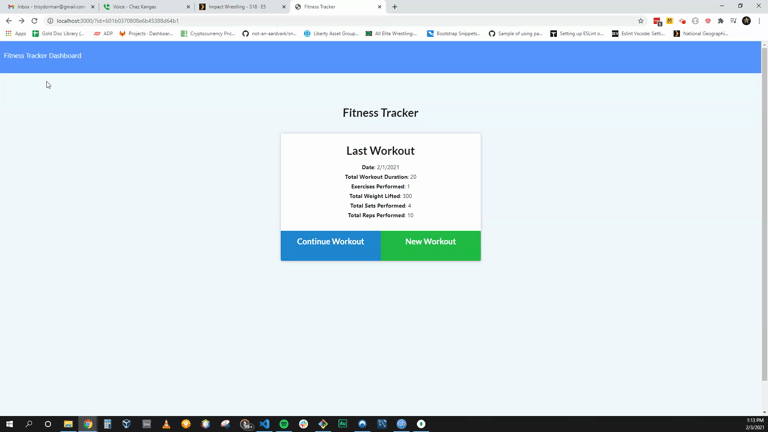 Inbox - troydorman@gmail.com
Voice - Chaz Kangas
Impact Wrestling - S18 - E5
Fitness Tracker
localhost:3000/?id=601b0370808e6b45388d64b1
Apps
Gold Disc Library (...
ADP
Projects · Dashboar...
Cryptocurrency Pric...
not-an-aardvark/sn...
Liberty Asset Group...
All Elite Wrestling...
Bootstrap Snippets...
Sample of using pa...
Setting up ESLint o...
Eslint Vscode: Setti...
National Geographi...
Fitness Tracker Dashboard
Fitness Tracker
Last Workout
Date: 2/1/2021
Total Workout Duration: 20
Exercises Performed: 1
Total Weight Lifted: 300
Total Sets Performed: 4
Total Reps Performed: 10
Continue Workout
New Workout
5:13 PM
2/3/2021